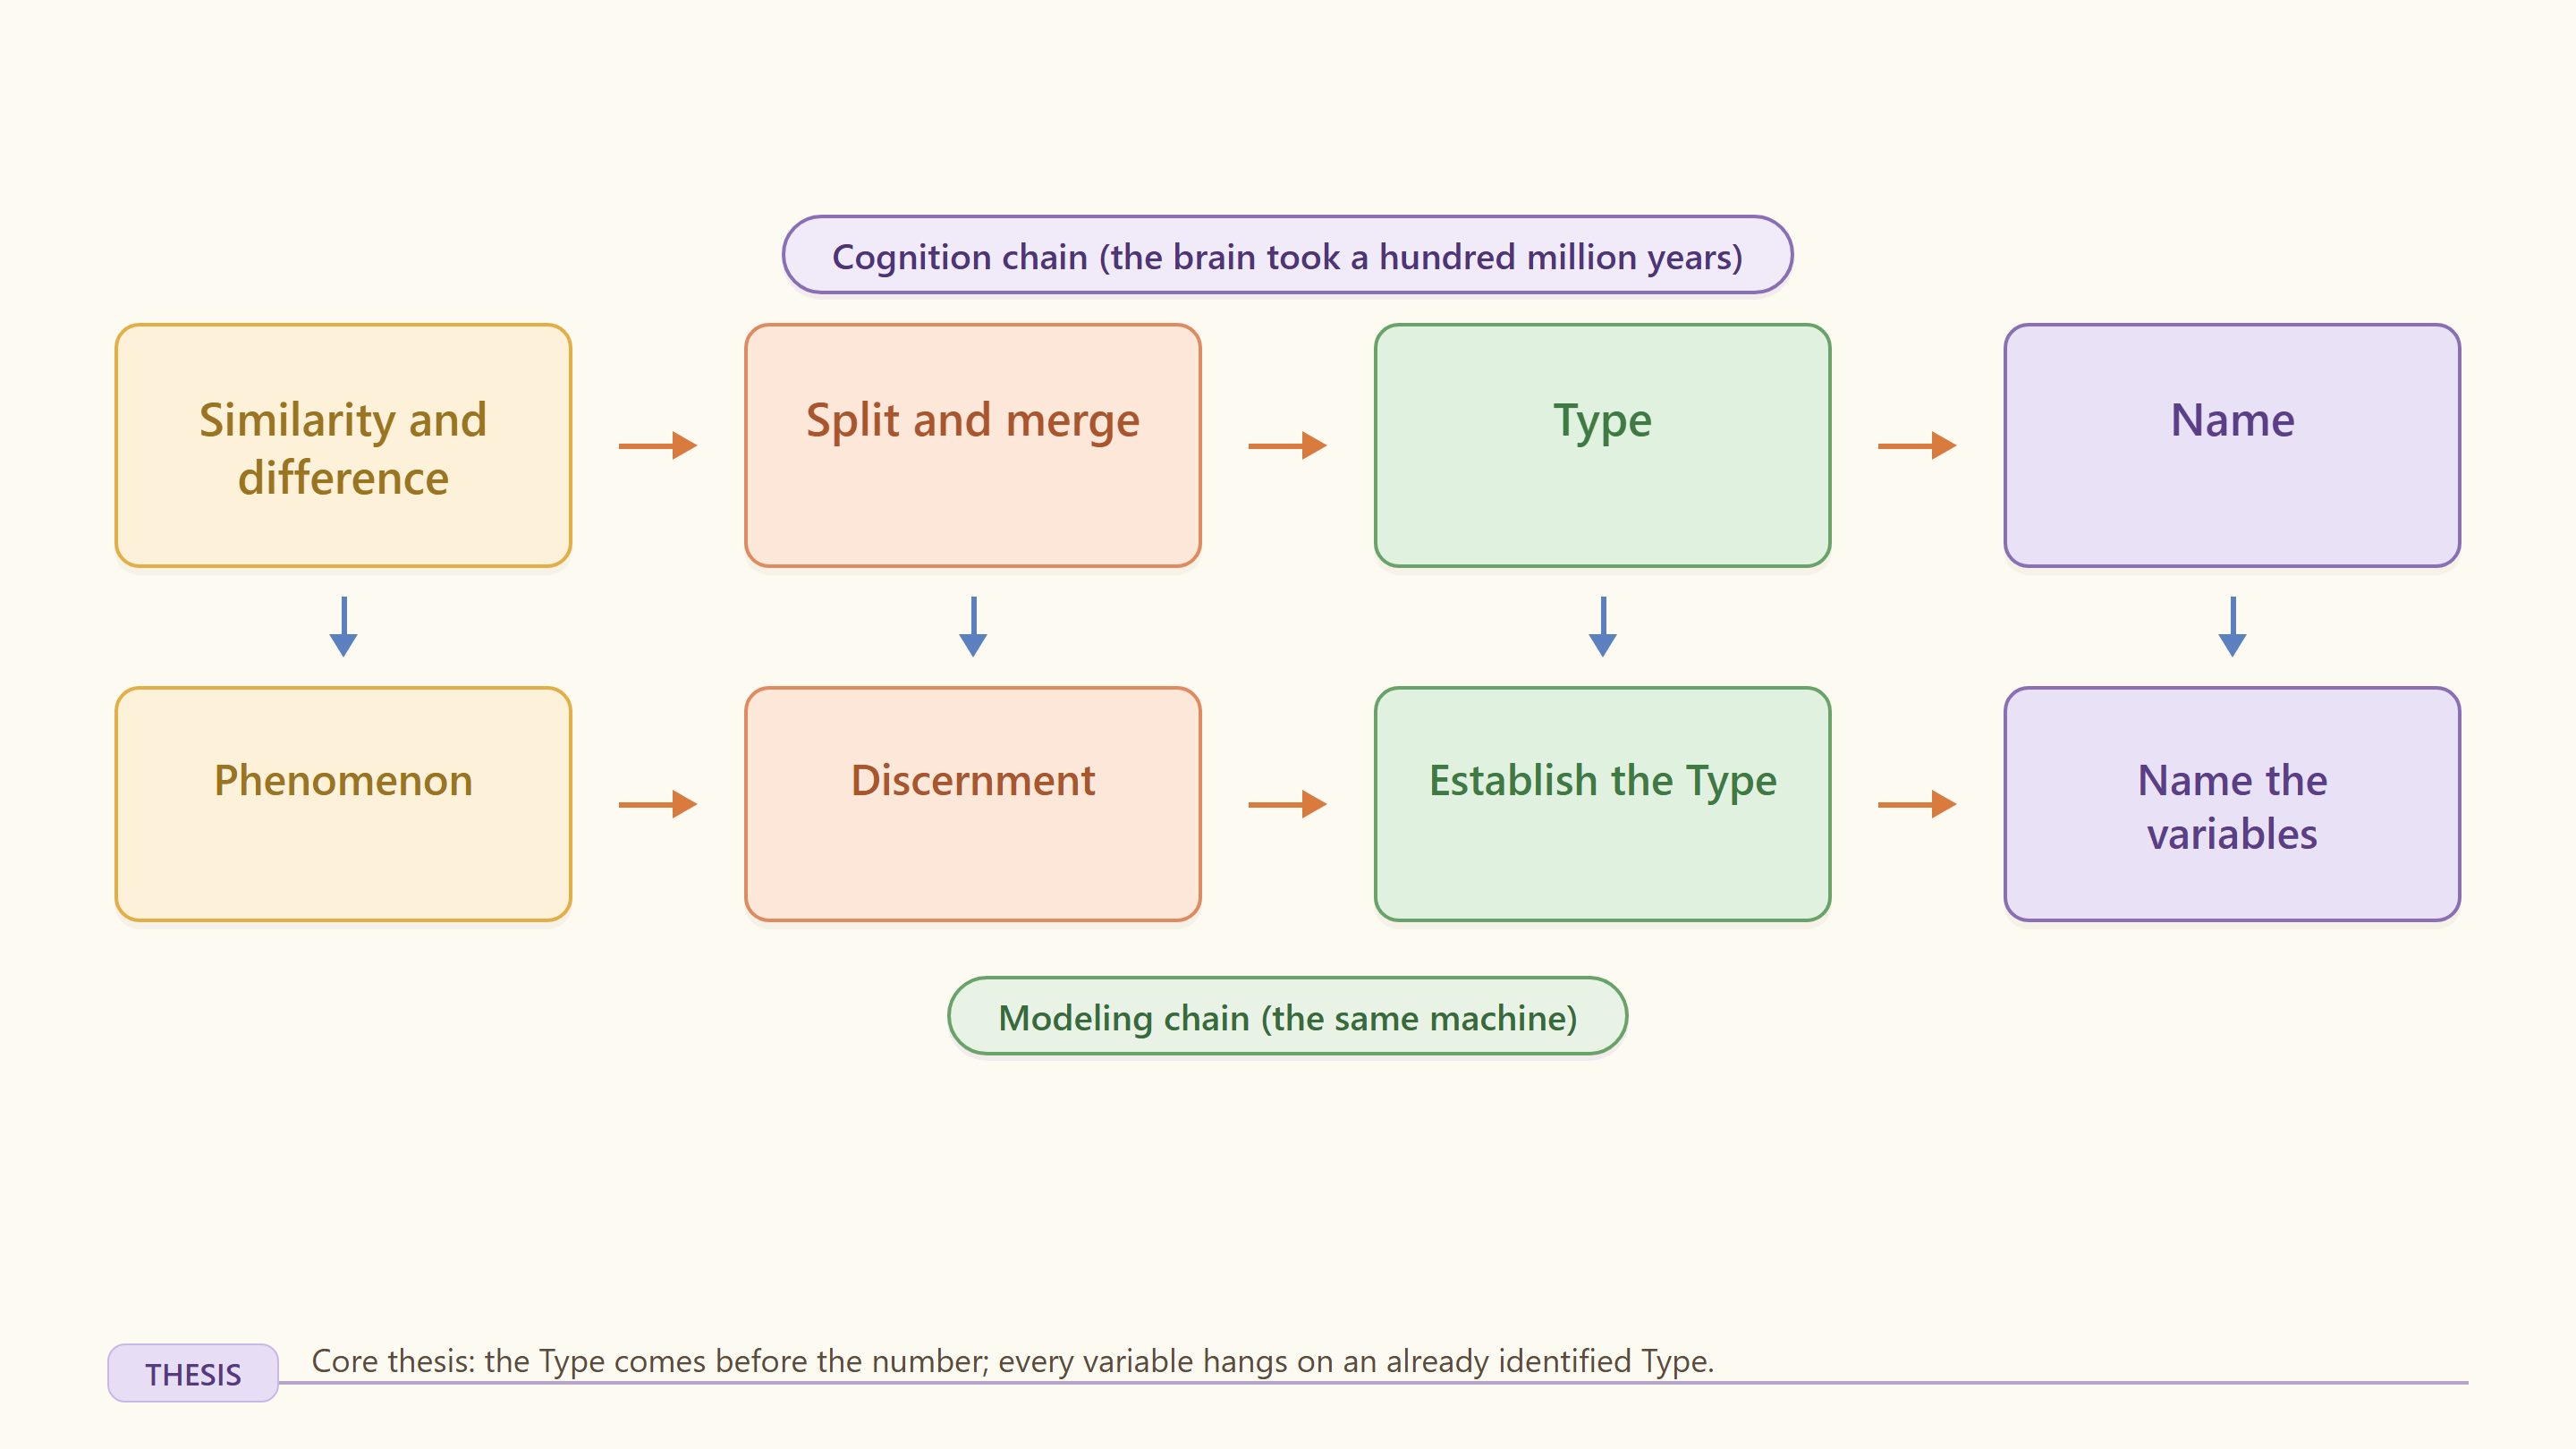 Cognition chain (the brain took a hundred million years)
Similarity and
difference
Split and merge
Type
Name
Phenomenon
Discernment
Establish the Type
Name the
variables
Modeling chain (the same machine)
THESIS
Core thesis: the Type comes before the number; every variable hangs on an already identified Type.